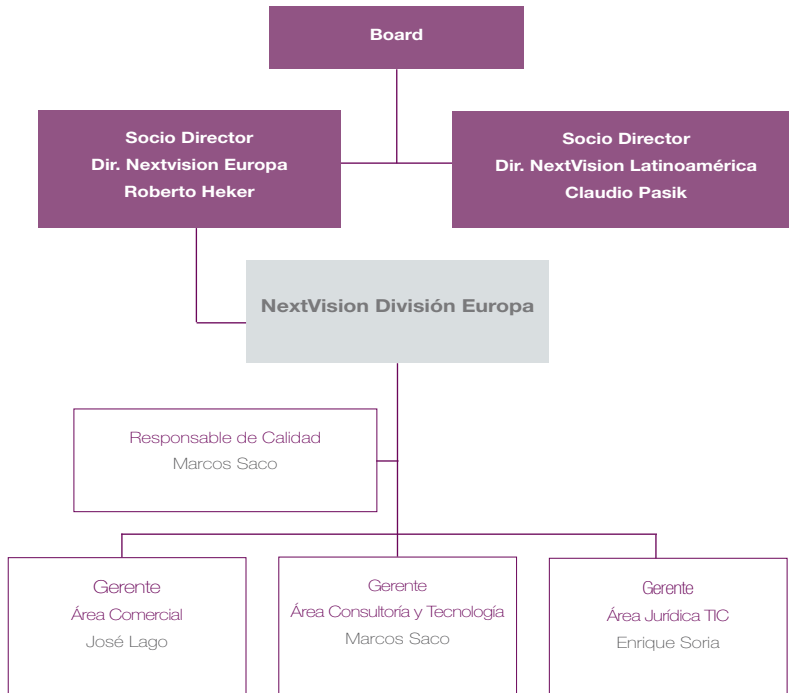 Board
Socio Director
Dir. Nextvision Europa
Roberto Heker
Socio Director
Dir. NextVision Latinoamérica
Claudio Pasik
NextVision División Europa
Responsable de Calidad
Marcos Saco
Gerente
Área Comercial
José Lago
Gerente
Área Consultoría y Tecnología
Marcos Saco
Gerente
Área Jurídica TIC
Enrique Soria